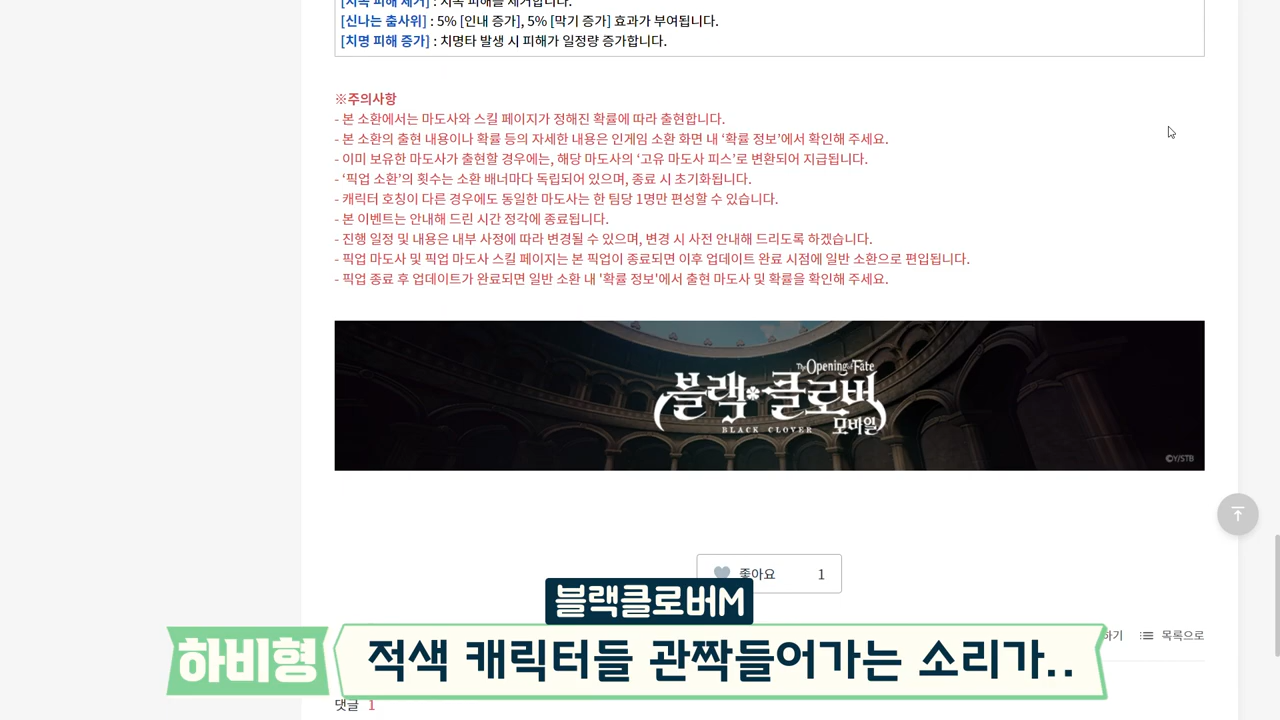 [지속 피해 제거] : 지속 피해를 제거합니다.
[신나는 춤사위] : 5% [인내 증가], 5% [막기 증가] 효과가 부여됩니다.
[치명 피해 증가] : 치명타 발생 시 피해가 일정량 증가합니다.
※주의사항
- 본 소환에서는 마도사와 스킬 페이지가 정해진 확률에 따라 출현합니다.
- 본 소환의 출현 내용이나 확률 등의 자세한 내용은 인게임 소환 화면 내 ‘확률 정보’에서 확인해 주세요.
- 이미 보유한 마도사가 출현할 경우에는, 해당 마도사의 ‘고유 마도사 피스’로 변환되어 지급됩니다.
- ‘픽업 소환’의 횟수는 소환 배너마다 독립되어 있으며, 종료 시 초기화됩니다.
- 캐릭터 호칭이 다른 경우에도 동일한 마도사는 한 팀당 1명만 편성할 수 있습니다.
- 본 이벤트는 안내해 드린 시간 정각에 종료됩니다.
- 진행 일정 및 내용은 내부 사정에 따라 변경될 수 있으며, 변경 시 사전 안내해 드리도록 하겠습니다.
- 픽업 마도사 및 픽업 마도사 스킬 페이지는 본 픽업이 종료되면 이후 업데이트 완료 시점에 일반 소환으로 편입됩니다.
- 픽업 종료 후 업데이트가 완료되면 일반 소환 내 '확률 정보'에서 출현 마도사 및 확률을 확인해 주세요.
The Opening of Fate
블랙클로버
BLACK CLOVER 모바일
©Y/STB
좋아요 1
블랙클로버M
하기 목록으로
하비형 적색 캐릭터들 관짝들어가는 소리가..
댓글 1